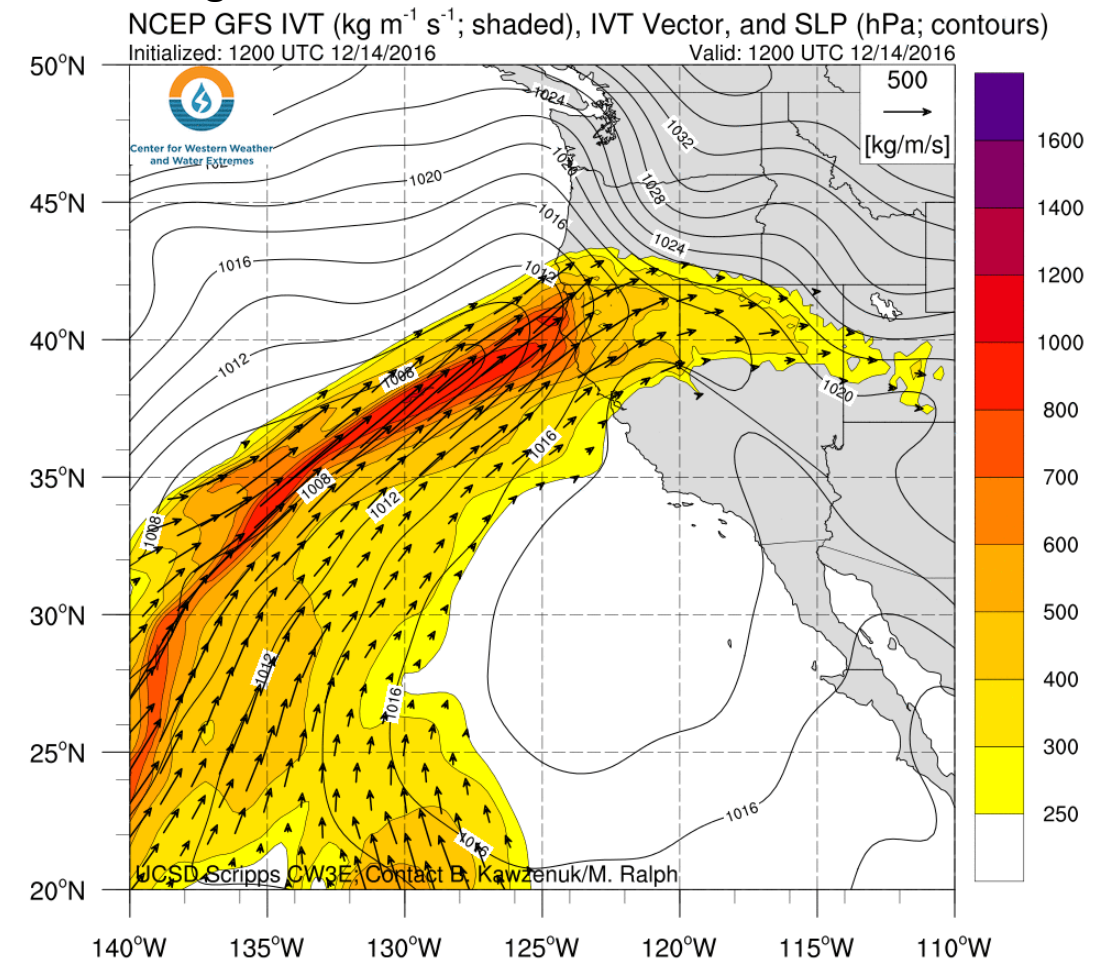 NCEP GFS IVT (kg m⁻¹ s⁻¹; shaded), IVT Vector, and SLP (hPa; contours)
Initialized: 1200 UTC 12/14/2016
Valid: 1200 UTC 12/14/2016
50°N
45°N
40°N
35°N
30°N
25°N
20°N
140°W
135°W
130°W
125°W
120°W
115°W
110°W
Center for Western Weather
and Water Extremes
500
[kg/m/s]
1600
1400
1200
1000
800
700
600
500
400
300
250
1024
1032
1020
1028
1016
1024
1016
1012
1012
1008
1020
1016
1008
1012
1008
1012
1016
1016
1016
UCSD Scripps CW3E; Contact B. Kawzenuk/M. Ralph